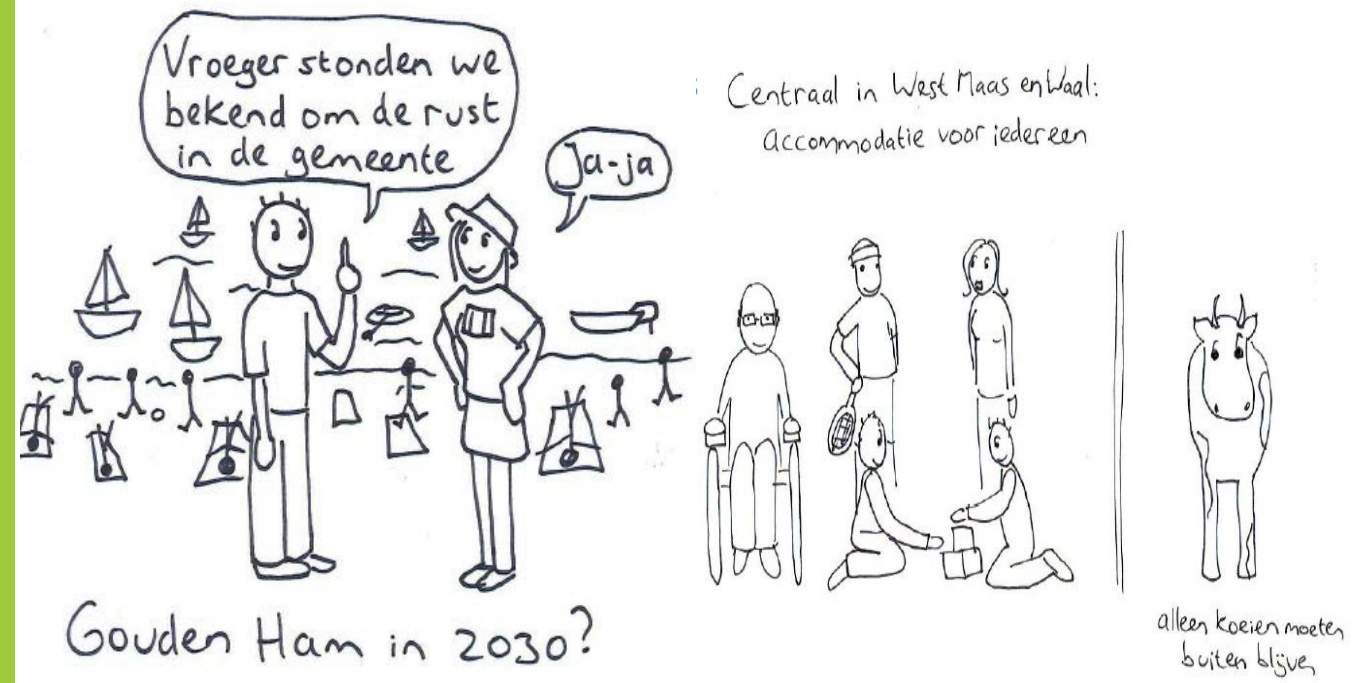 Vroeger stonden we
bekend om de rust
in de gemeente
Ja-ja
Gouden Ham in 2030?
Centraal in West Maas en Waal:
accommodatie voor iedereen
alleen koeien moeten
buiten blijven